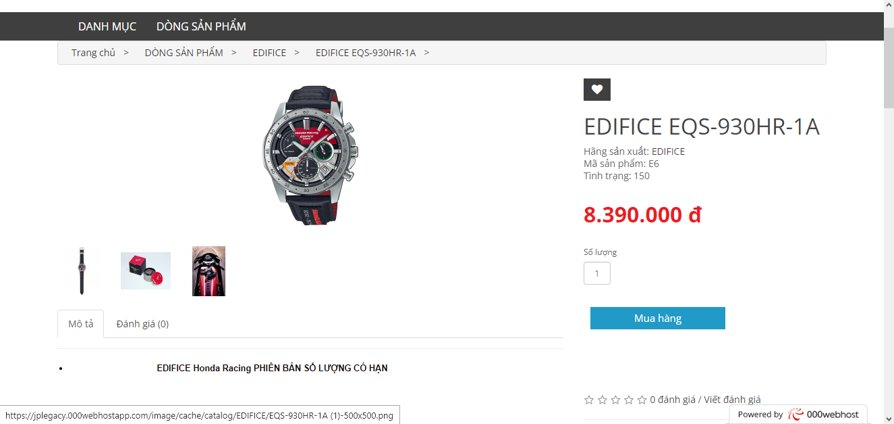 DANH MỤC DÒNG SẢN PHẨM
Trang chủ > DÒNG SẢN PHẨM > EDIFICE > EDIFICE EQS-930HR-1A >
EDIFICE EQS-930HR-1A
Hãng sản xuất: EDIFICE
Mã sản phẩm: E6
Tình trạng: 150
8.390.000 đ
Số lượng
1
Mua hàng
Mô tả Đánh giá (0)
• EDIFICE Honda Racing PHIÊN BẢN SỐ LƯỢNG CÓ HẠN
0 đánh giá / Viết đánh giá
Powered by 000webhost
https://jplegacy.000webhostapp.com/image/cache/catalog/EDIFICE/EQS-930HR-1A (1)-500x500.png